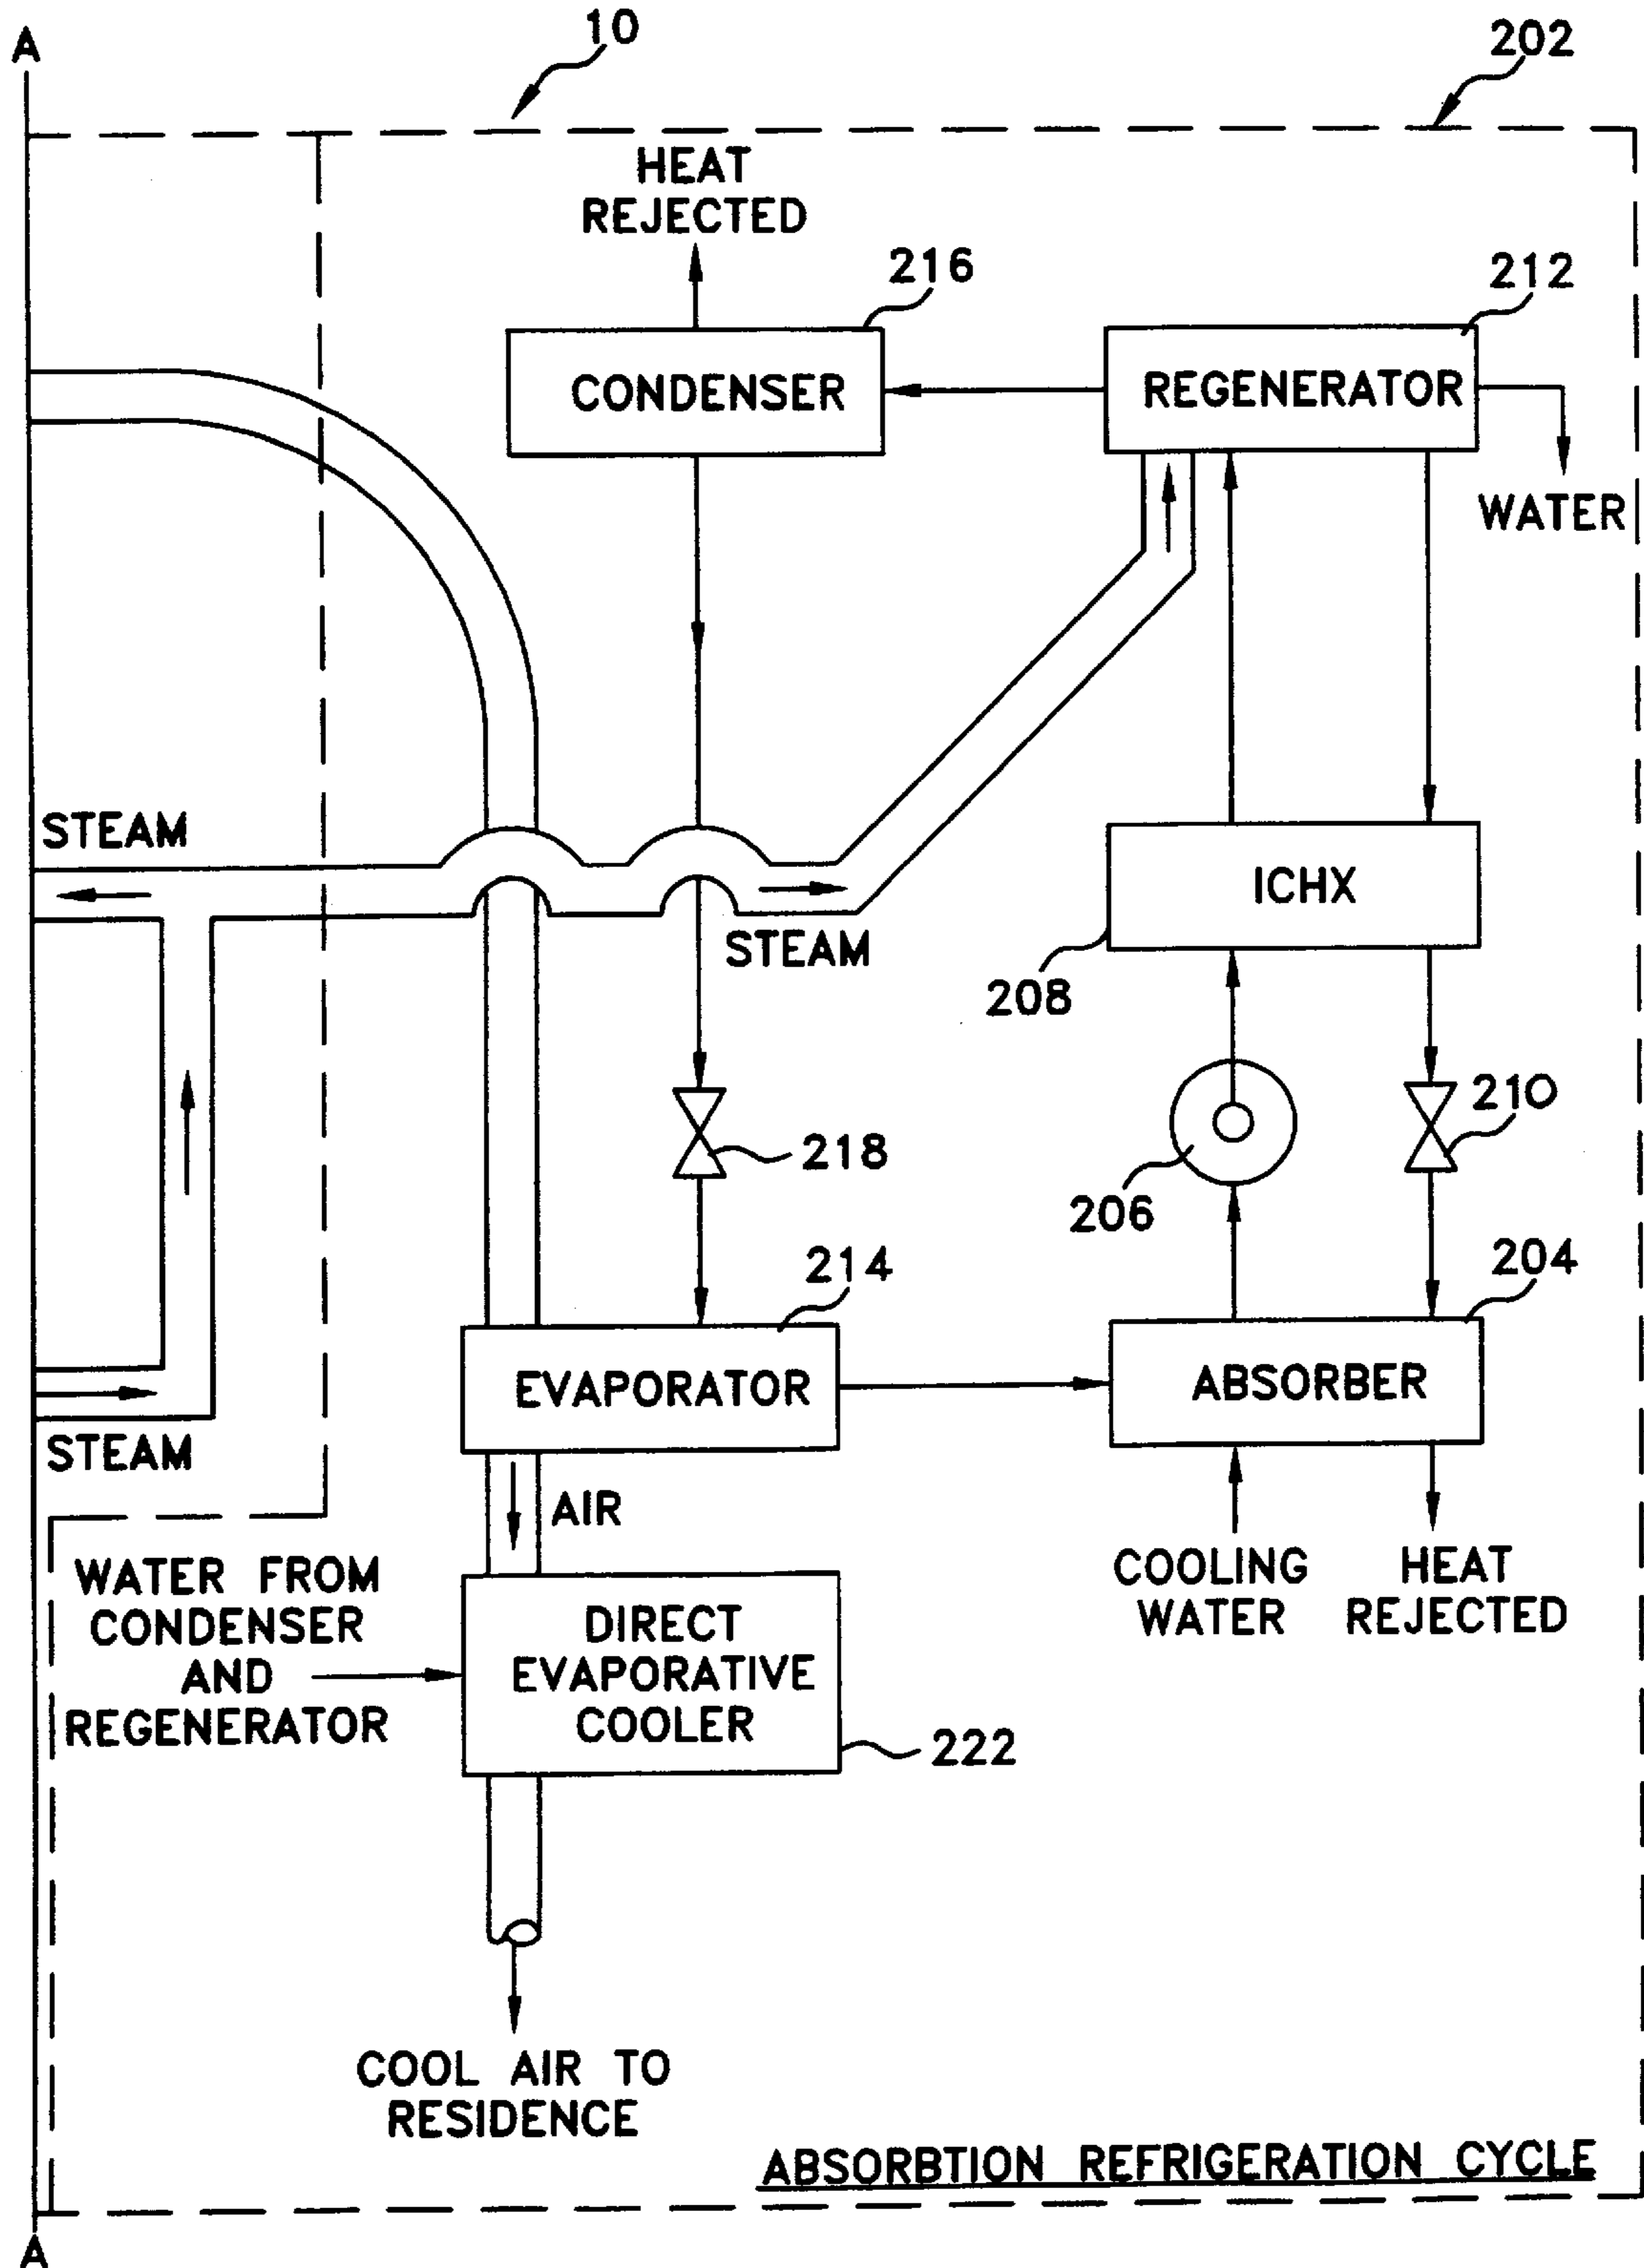 A
10
202
HEAT
REJECTED
216
212
CONDENSER
REGENERATOR
WATER
STEAM
ICHX
STEAM
208
210
218
206
214
204
EVAPORATOR
ABSORBER
STEAM
AIR
WATER FROM
CONDENSER
AND
REGENERATOR
DIRECT
EVAPORATIVE
COOLER
COOLING
WATER
HEAT
REJECTED
222
COOL AIR TO
RESIDENCE
ABSORBTION REFRIGERATION CYCLE
A